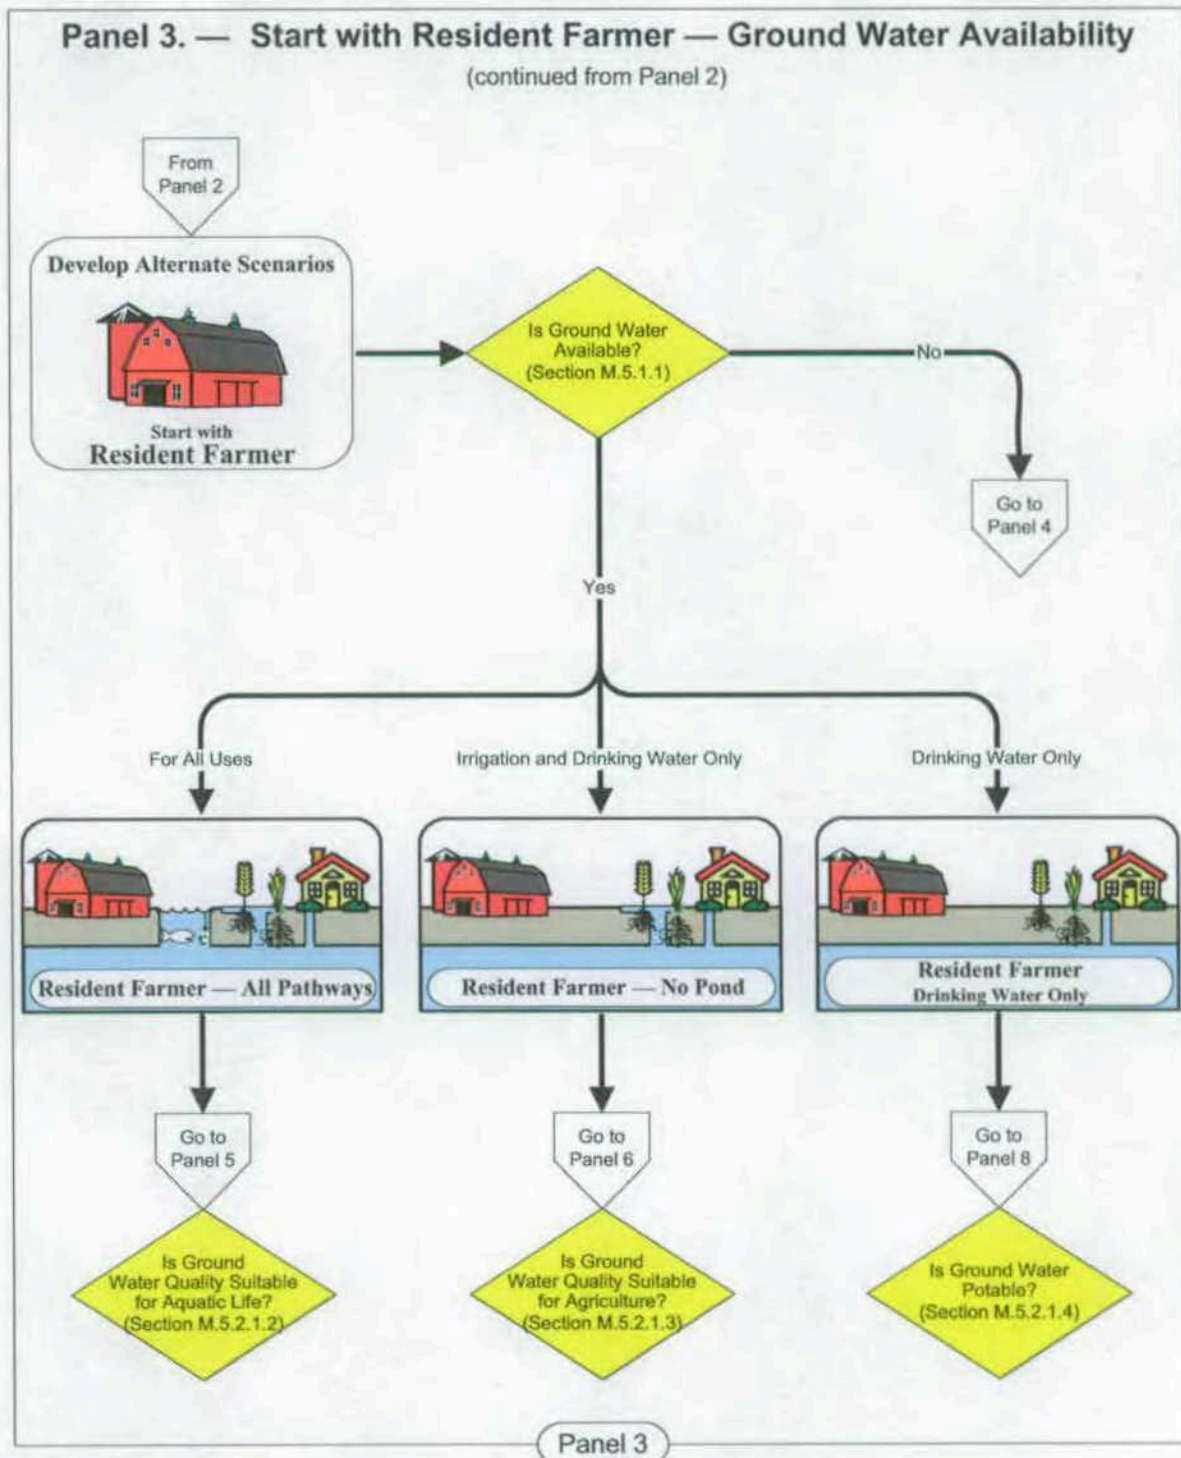 Panel 3. — Start with Resident Farmer — Ground Water Availability
(continued from Panel 2)
From
Panel 2
Develop Alternate Scenarios
Start with
Resident Farmer
Is Ground Water
Available?
(Section M.5.1.1)
No
Go to
Panel 4
Yes
For All Uses
Irrigation and Drinking Water Only
Drinking Water Only
Resident Farmer — All Pathways
Resident Farmer — No Pond
Resident Farmer
Drinking Water Only
Go to
Panel 5
Go to
Panel 6
Go to
Panel 8
Is Ground
Water Quality Suitable
for Aquatic Life?
(Section M.5.2.1.2)
Is Ground
Water Quality Suitable
for Agriculture?
(Section M.5.2.1.3)
Is Ground Water
Potable?
(Section M.5.2.1.4)
Panel 3